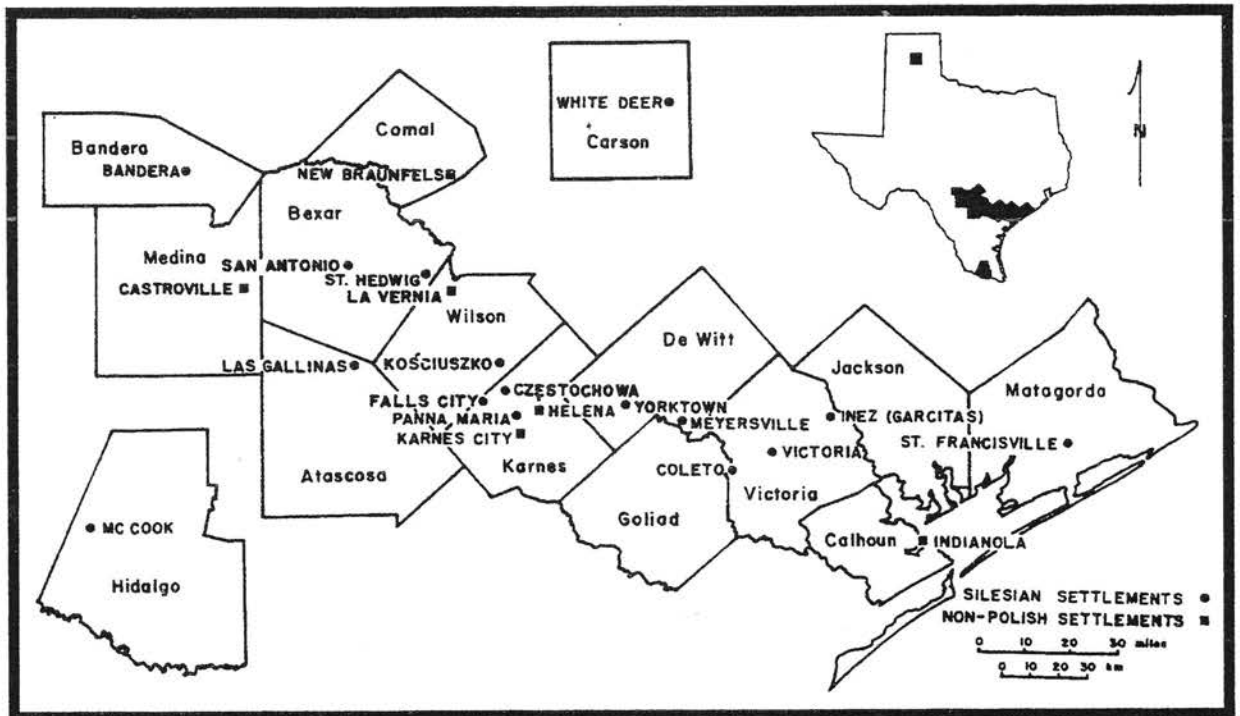 WHITE DEER
Carson
N
Comal
NEW BRAUNFELS
Bandera
BANDERA
Bexar
Medina
SAN ANTONIO
ST. HEDWIG
CASTROVILLE
LA VERNIA
Wilson
LAS GALLINAS
KOŚCIUSZKO
De Witt
Jackson
Matagorda
CZĘSTOCHOWA
FALLS CITY
PANNA MARIA
HELENA
YORKTOWN
MEYERSVILLE
INEZ (GARCITAS)
KARNES CITY
ST. FRANCISVILLE
VICTORIA
Karnes
COLETO
Atascosa
Victoria
Goliad
Calhoun
INDIANOLA
MC COOK
Hidalgo
SILESIAN SETTLEMENTS
NON-POLISH SETTLEMENTS
0 10 20 30 miles
0 10 20 30 km